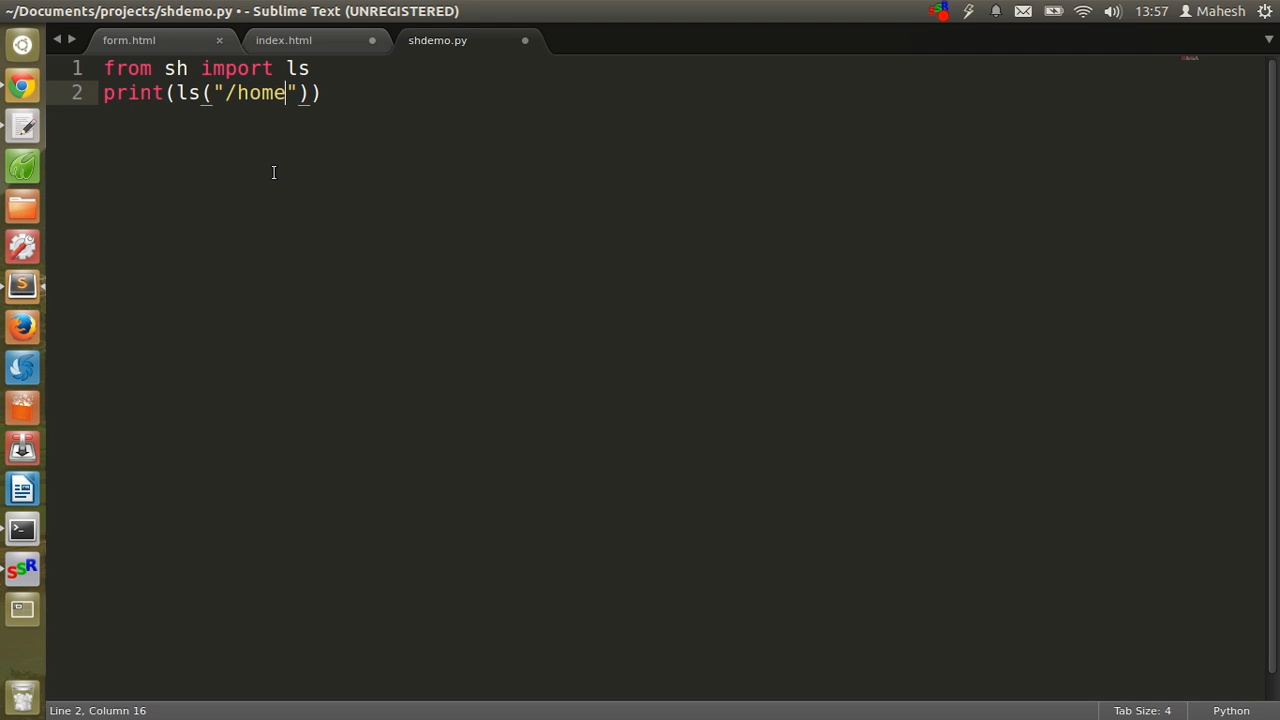 ~/Documents/projects/shdemo.py • - Sublime Text (UNREGISTERED)
13:57
Mahesh
form.html ×
index.html
shdemo.py
1 from sh import ls
2 print(ls("/home"))
S
SSR
Line 2, Column 16
Tab Size: 4
Python